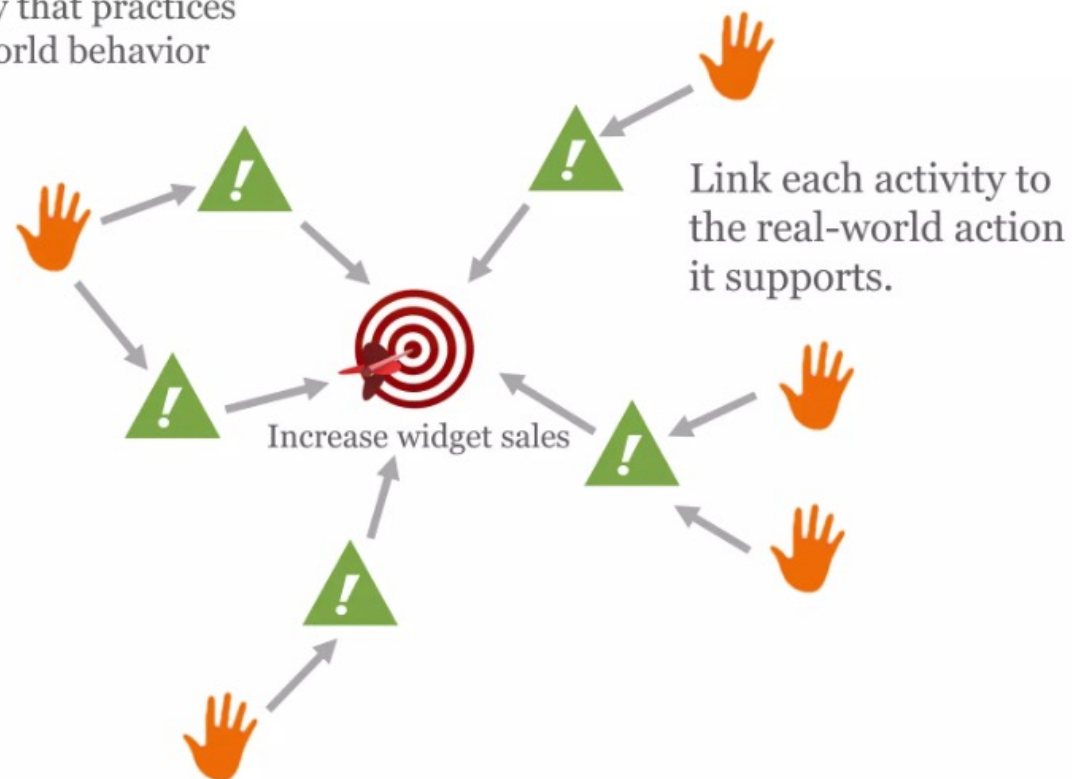 that practices
behavior
Link each activity to
the real-world action
it supports.
Increase widget sales
!
!
!
!
!